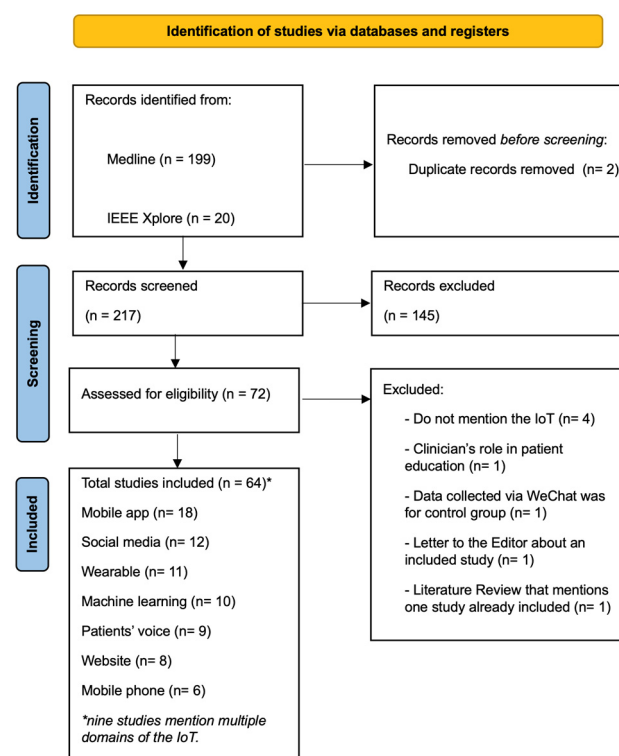 Identification of studies via databases and registers
Identification
Records identified from:
Medline (n = 199)
IEEE Xplore (n = 20)
Records removed before screening:
Duplicate records removed (n= 2)
Screening
Records screened
(n = 217)
Records excluded
(n = 145)
Assessed for eligibility (n = 72)
Excluded:
- Do not mention the IoT (n= 4)
- Clinician's role in patient
education (n= 1)
- Data collected via WeChat was
for control group (n= 1)
- Letter to the Editor about an
included study (n= 1)
- Literature Review that mentions
one study already included (n= 1)
Included
Total studies included (n = 64)*
Mobile app (n= 18)
Social media (n= 12)
Wearable (n= 11)
Machine learning (n= 10)
Patients' voice (n= 9)
Website (n= 8)
Mobile phone (n= 6)
*nine studies mention multiple
domains of the IoT.